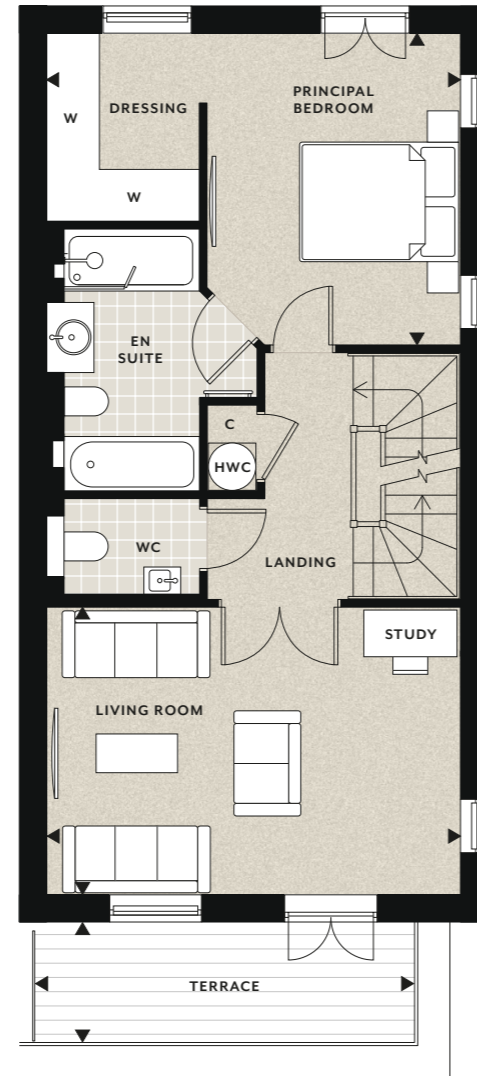 PRINCIPAL
BEDROOM
DRESSING
W
W
EN
SUITE
C
HWC
WC
LANDING
STUDY
LIVING ROOM
TERRACE